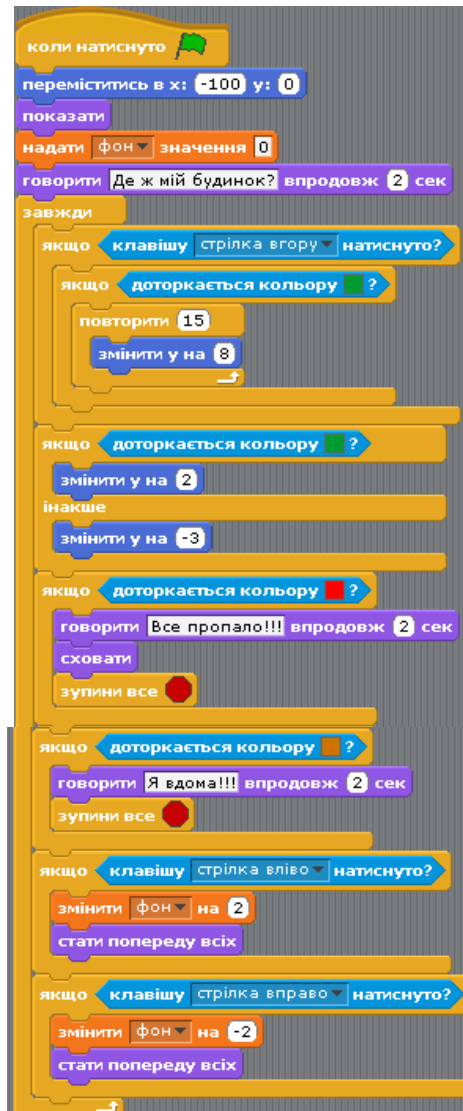 коли натиснуто
переміститись в x: -100 y: 0
показати
надати фон значення 0
говорити Де ж мій будинок? впродовж 2 сек
завжди
якщо клавішу стрілка вгору натиснуто?
якщо доторкається кольору ?
повторити 15
змінити y на 8
якщо доторкається кольору ?
змінити y на 2
інакше
змінити y на -3
якщо доторкається кольору ?
говорити Все пропало!!! впродовж 2 сек
сховати
зупини все
якщо доторкається кольору ?
говорити Я вдома!!! впродовж 2 сек
зупини все
якщо клавішу стрілка вліво натиснуто?
змінити фон на 2
стати попереду всіх
якщо клавішу стрілка вправо натиснуто?
змінити фон на -2
стати попереду всіх